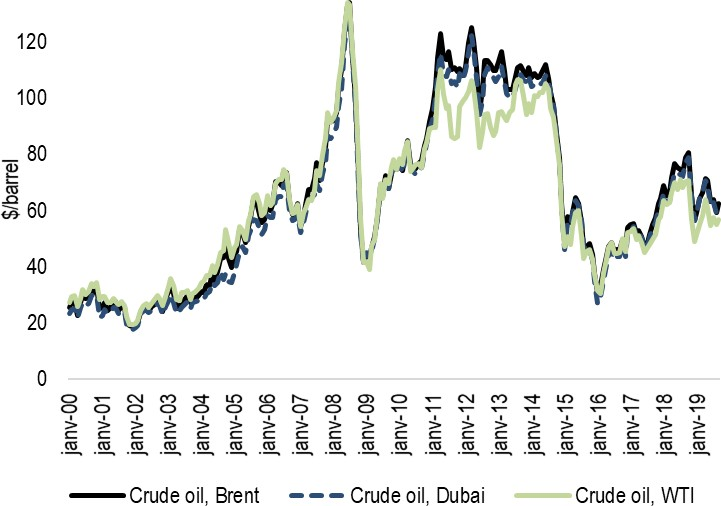 $/barrel
120
100
80
60
40
20
0
janv-00
janv-01
janv-02
janv-03
janv-04
janv-05
janv-06
janv-07
janv-08
janv-09
janv-10
janv-11
janv-12
janv-13
janv-14
janv-15
janv-16
janv-17
janv-18
janv-19
Crude oil, Brent
Crude oil, Dubai
Crude oil, WTI